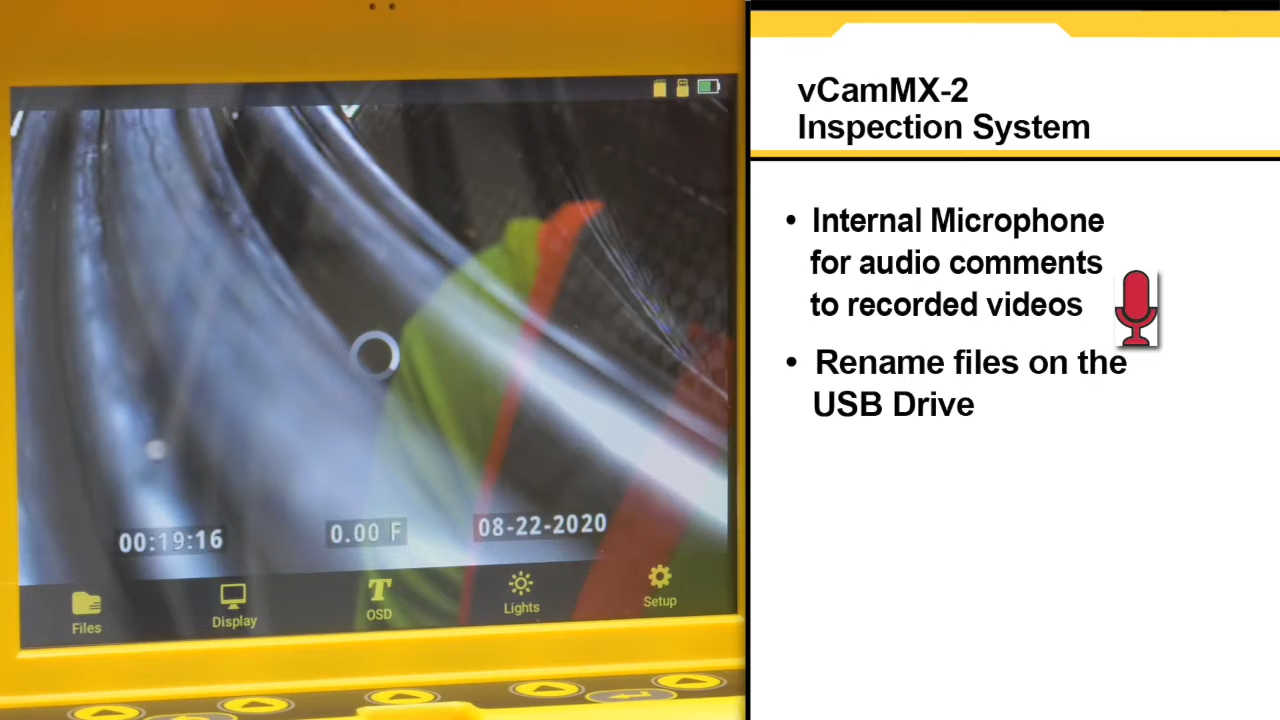 vCamMX-2
Inspection System
• Internal Microphone
for audio comments
to recorded videos
• Rename files on the
USB Drive
00:19:16
0.00 F
08-22-2020
Files
Display
OSD
Lights
Setup